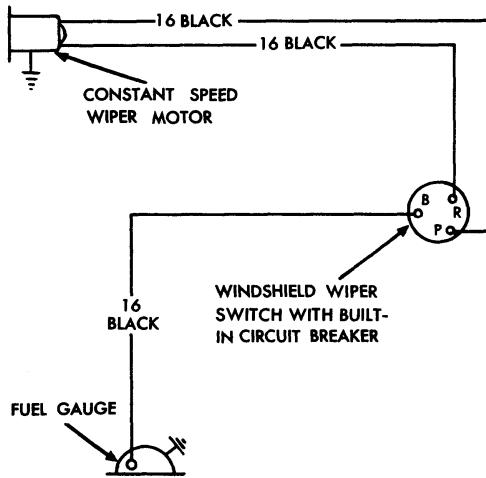 16 BLACK
16 BLACK
CONSTANT SPEED
WIPER MOTOR
B
R
P
WINDSHIELD WIPER
SWITCH WITH BUILT-
IN CIRCUIT BREAKER
16
BLACK
FUEL GAUGE